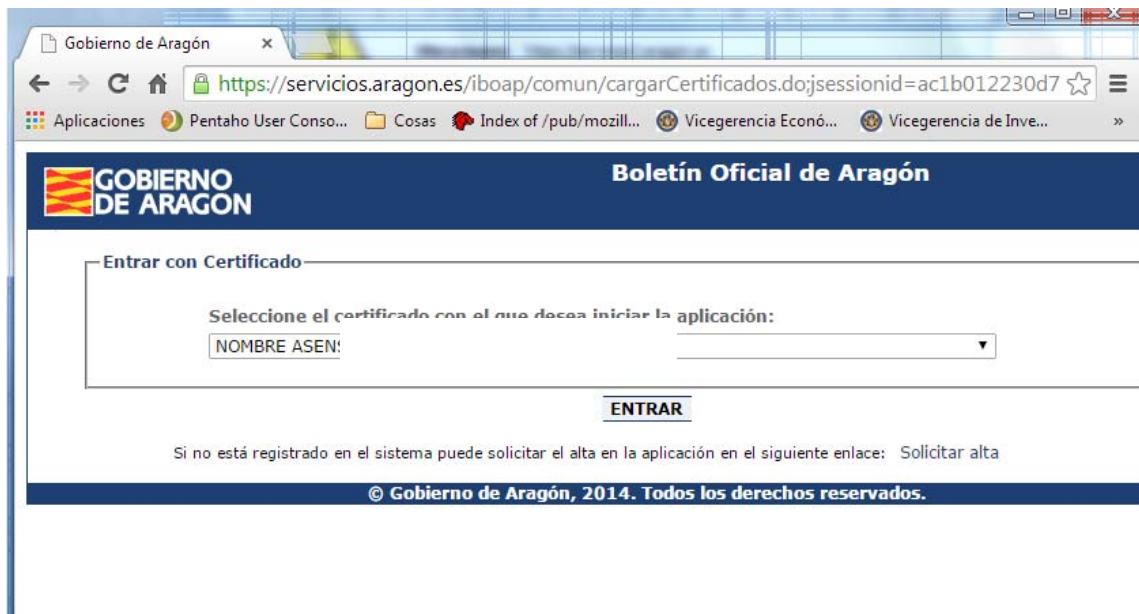 Gobierno de Aragón
https://servicios.aragon.es/iboap/comun/cargarCertificados.do;jsessionid=ac1b012230d7
Aplicaciones Pentaho User Conso... Cosas Index of /pub/mozill... Vicegerencia Econó... Vicegerencia de Inve... »
GOBIERNO
DE ARAGON
Boletín Oficial de Aragón
Entrar con Certificado
Seleccione el certificado con el que desea iniciar la aplicación:
NOMBRE ASENS
ENTRAR
Si no está registrado en el sistema puede solicitar el alta en la aplicación en el siguiente enlace: Solicitar alta
© Gobierno de Aragón, 2014. Todos los derechos reservados.